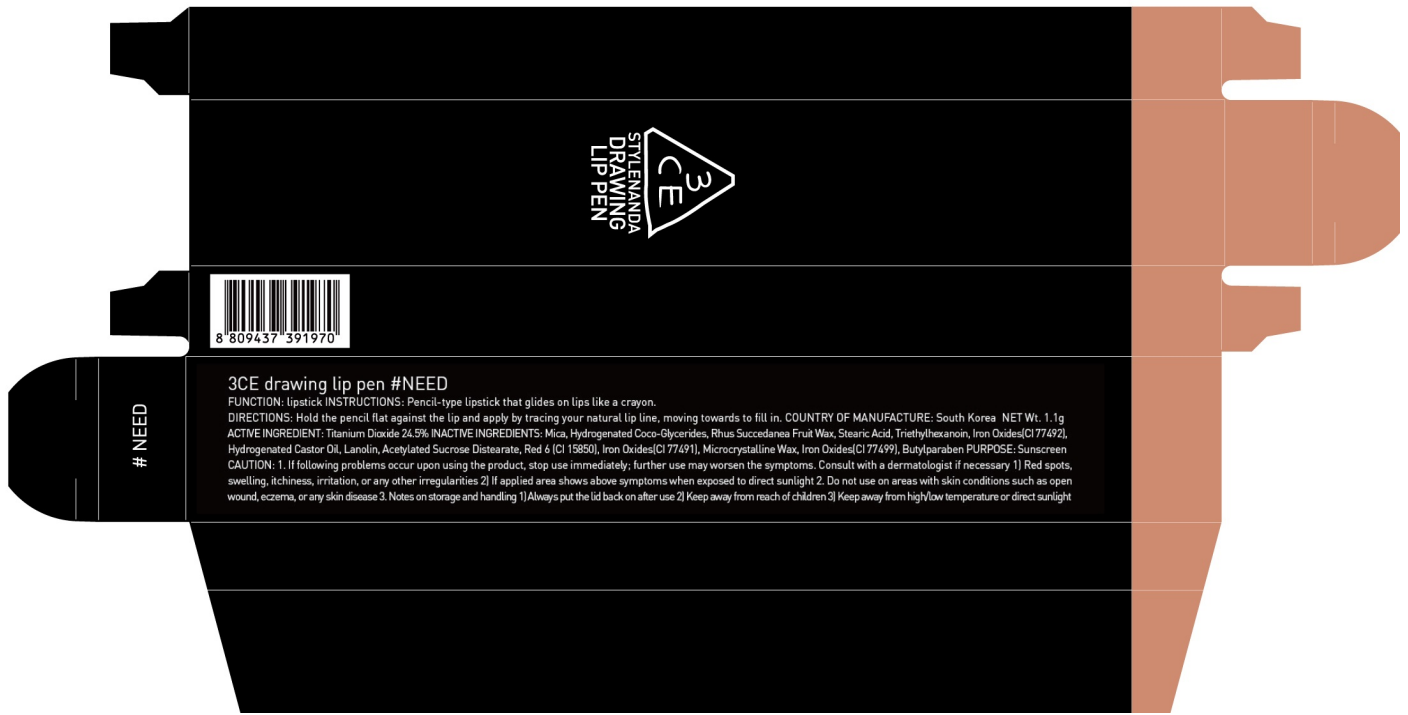 3
CE
STYLENANDA
DRAWING
LIP PEN
8 809437 391970
# NEED
3CE drawing lip pen #NEED
FUNCTION: lipstick INSTRUCTIONS: Pencil-type lipstick that glides on lips like a crayon.
DIRECTIONS: Hold the pencil flat against the lip and apply by tracing your natural lip line, moving towards to fill in. COUNTRY OF MANUFACTURE: South Korea NET Wt. 1.1g
ACTIVE INGREDIENT: Titanium Dioxide 24.5% INACTIVE INGREDIENTS: Mica, Hydrogenated Coco-Glycerides, Rhus Succedanea Fruit Wax, Stearic Acid, Triethylhexanoin, Iron Oxides(CI 77492),
Hydrogenated Castor Oil, Lanolin, Acetylated Sucrose Distearate, Red 6 (CI 15850), Iron Oxides(CI 77491), Microcrystalline Wax, Iron Oxides(CI 77499), Butylparaben PURPOSE: Sunscreen
CAUTION: 1. If following problems occur upon using the product, stop use immediately; further use may worsen the symptoms. Consult with a dermatologist if necessary 1) Red spots,
swelling, itchiness, irritation, or any other irregularities 2) If applied area shows above symptoms when exposed to direct sunlight 2. Do not use on areas with skin conditions such as open
wound, eczema, or any skin disease 3. Notes on storage and handling 1) Always put the lid back on after use 2) Keep away from reach of children 3) Keep away from high/low temperature or direct sunlight